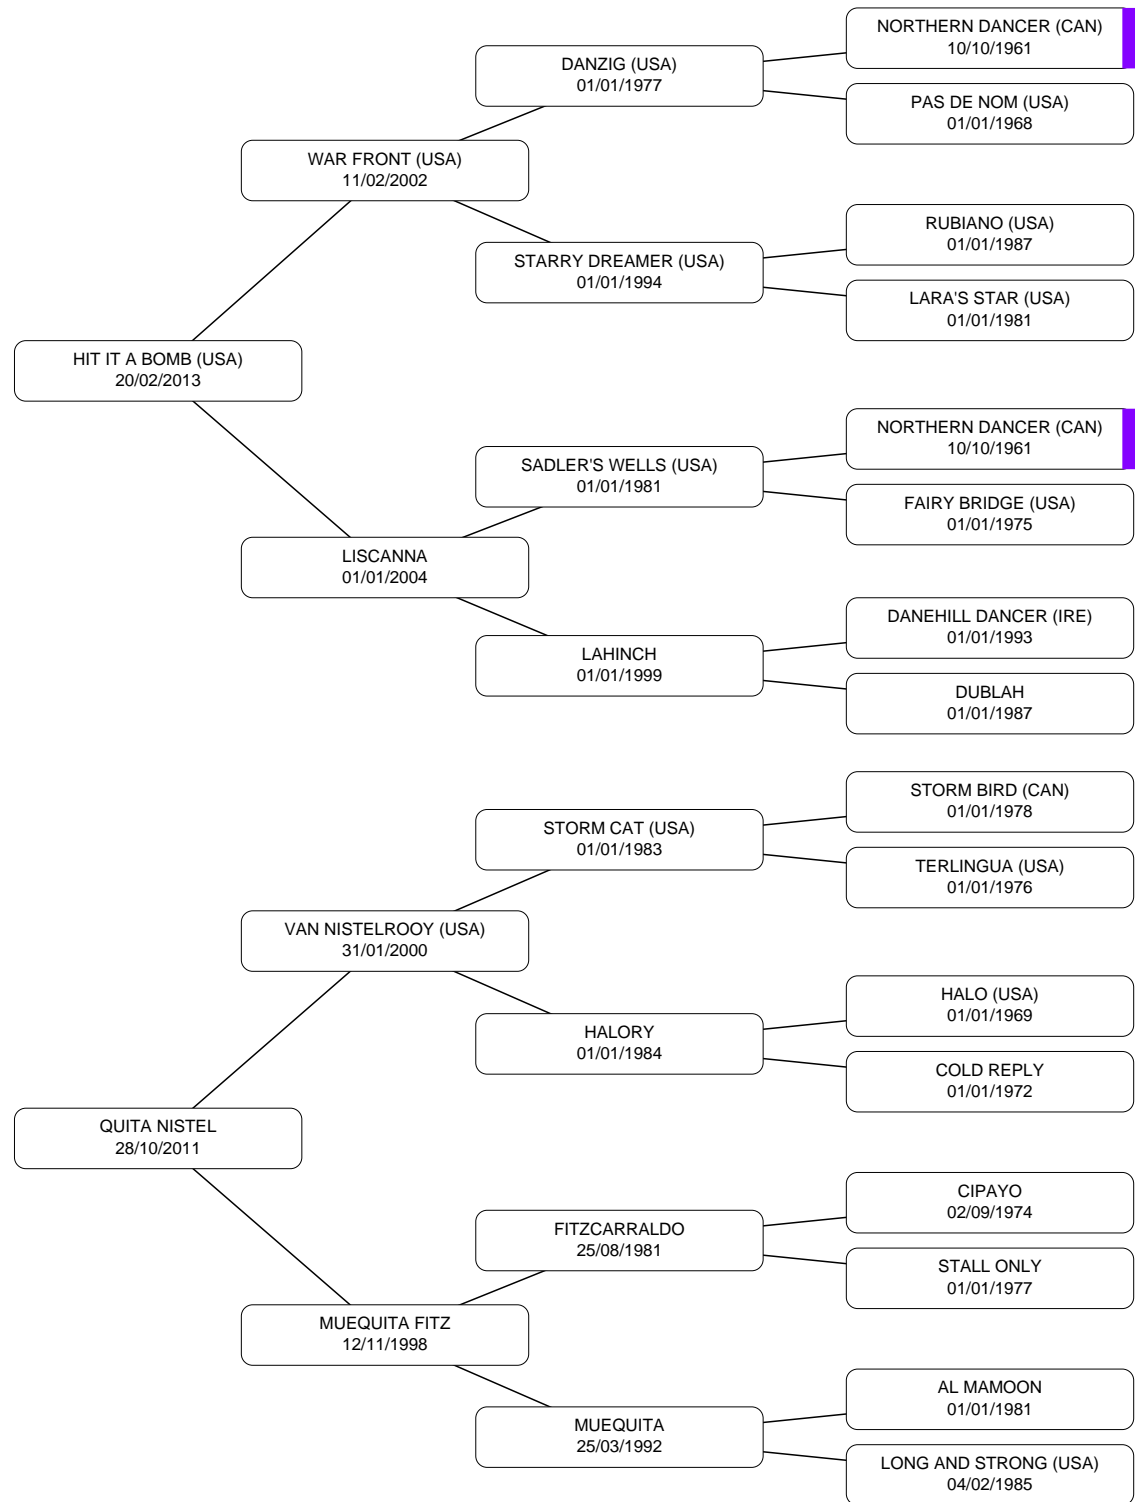 NORTHERN DANCER (CAN)
10/10/1961
DANZIG (USA)
01/01/1977
PAS DE NOM (USA)
01/01/1968
WAR FRONT (USA)
11/02/2002
RUBIANO (USA)
01/01/1987
STARRY DREAMER (USA)
01/01/1994
LARA'S STAR (USA)
01/01/1981
HIT IT A BOMB (USA)
20/02/2013
NORTHERN DANCER (CAN)
10/10/1961
SADLER'S WELLS (USA)
01/01/1981
FAIRY BRIDGE (USA)
01/01/1975
LISCANNA
01/01/2004
DANEHILL DANCER (IRE)
01/01/1993
LAHINCH
01/01/1999
DUBLAH
01/01/1987
STORM BIRD (CAN)
01/01/1978
STORM CAT (USA)
01/01/1983
TERLINGUA (USA)
01/01/1976
VAN NISTELROOY (USA)
31/01/2000
HALO (USA)
01/01/1969
HALORY
01/01/1984
COLD REPLY
01/01/1972
QUITA NISTEL
28/10/2011
CIPAYO
02/09/1974
FITZCARRALDO
25/08/1981
STALL ONLY
01/01/1977
MUEQUITA FITZ
12/11/1998
AL MAMOON
01/01/1981
MUEQUITA
25/03/1992
LONG AND STRONG (USA)
04/02/1985